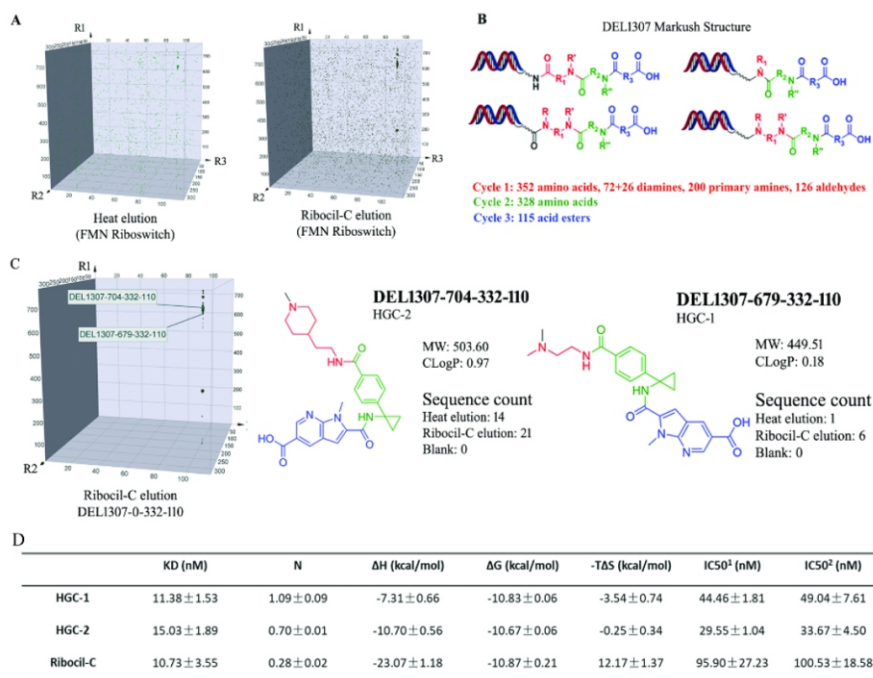 A
R1
R3
R2
Heat elution
(FMN Riboswitch)
R1
R3
R2
Ribocil-C elution
(FMN Riboswitch)
B
DEL1307 Markush Structure
Cycle 1: 352 amino acids, 72+26 diamines, 200 primary amines, 126 aldehydes
Cycle 2: 328 amino acids
Cycle 3: 115 acid esters
C
R1
DEL1307-704-332-110
DEL1307-679-332-110
R2
Ribocil-C elution
DEL1307-0-332-110
DEL1307-704-332-110
HGC-2
MW: 503.60
CLogP: 0.97
Sequence count
Heat elution: 14
Ribocil-C elution: 21
Blank: 0
DEL1307-679-332-110
HGC-1
MW: 449.51
CLogP: 0.18
Sequence count
Heat elution: 1
Ribocil-C elution: 6
Blank: 0
D
KD (nM) N ΔH (kcal/mol) ΔG (kcal/mol) -TΔS (kcal/mol) IC50¹ (nM) IC50² (nM)
HGC-1 11.38±1.53 1.09±0.09 -7.31±0.66 -10.83±0.06 -3.54±0.74 44.46±1.81 49.04±7.61
HGC-2 15.03±1.89 0.70±0.01 -10.70±0.56 -10.67±0.06 -0.25±0.34 29.55±1.04 33.67±4.50
Ribocil-C 10.73±3.55 0.28±0.02 -23.07±1.18 -10.87±0.21 12.17±1.37 95.90±27.23 100.53±18.58